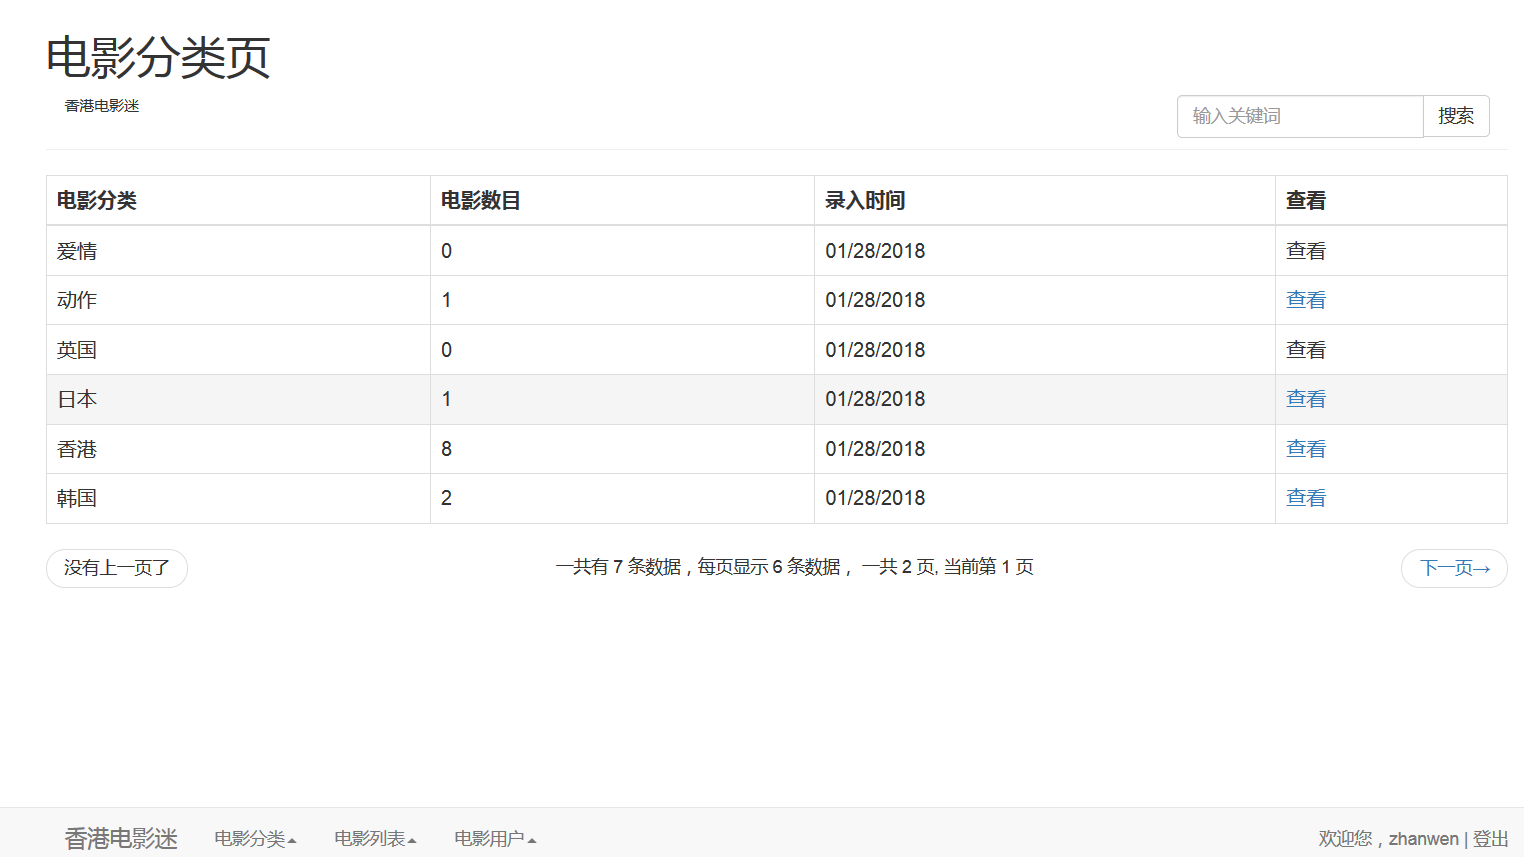 电影分类页
香港电影迷
输入关键词 搜索
电影分类 电影数目 录入时间 查看
爱情 0 01/28/2018 查看
动作 1 01/28/2018 查看
英国 0 01/28/2018 查看
日本 1 01/28/2018 查看
香港 8 01/28/2018 查看
韩国 2 01/28/2018 查看
没有上一页了 一共有 7 条数据，每页显示 6 条数据， 一共 2 页, 当前第 1 页 下一页→
香港电影迷 电影分类 电影列表 电影用户 欢迎您，zhanwen | 登出